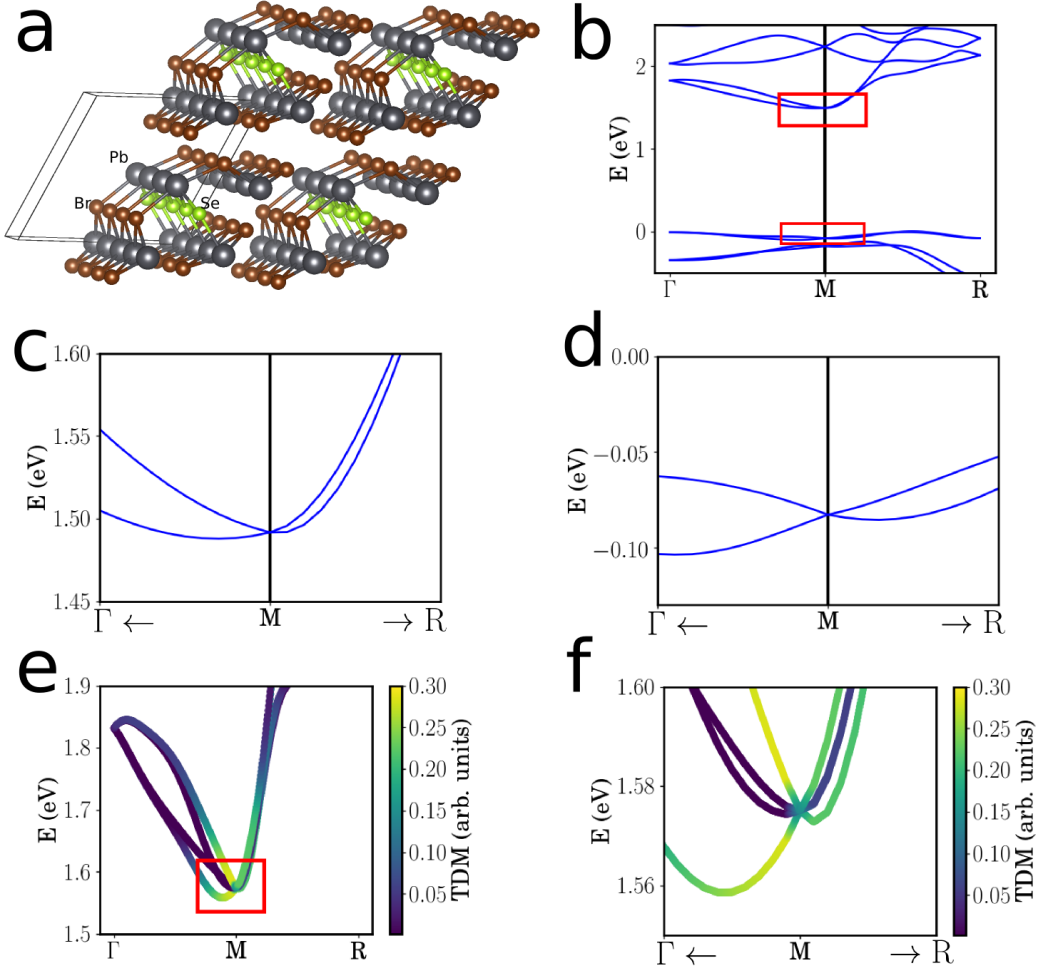 a
Pb
Br
Se
b
E (eV)
2
1
0
Γ
M
R
c
E (eV)
1.60
1.55
1.50
1.45
Γ ←
M
→ R
d
E (eV)
0.00
−0.05
−0.10
Γ ←
M
→ R
e
E (eV)
1.9
1.8
1.7
1.6
1.5
Γ
M
R
0.30
0.25
0.20
0.15
0.10
0.05
TDM (arb. units)
f
E (eV)
1.60
1.58
1.56
Γ ←
M
→ R
0.30
0.25
0.20
0.15
0.10
0.05
TDM (arb. units)